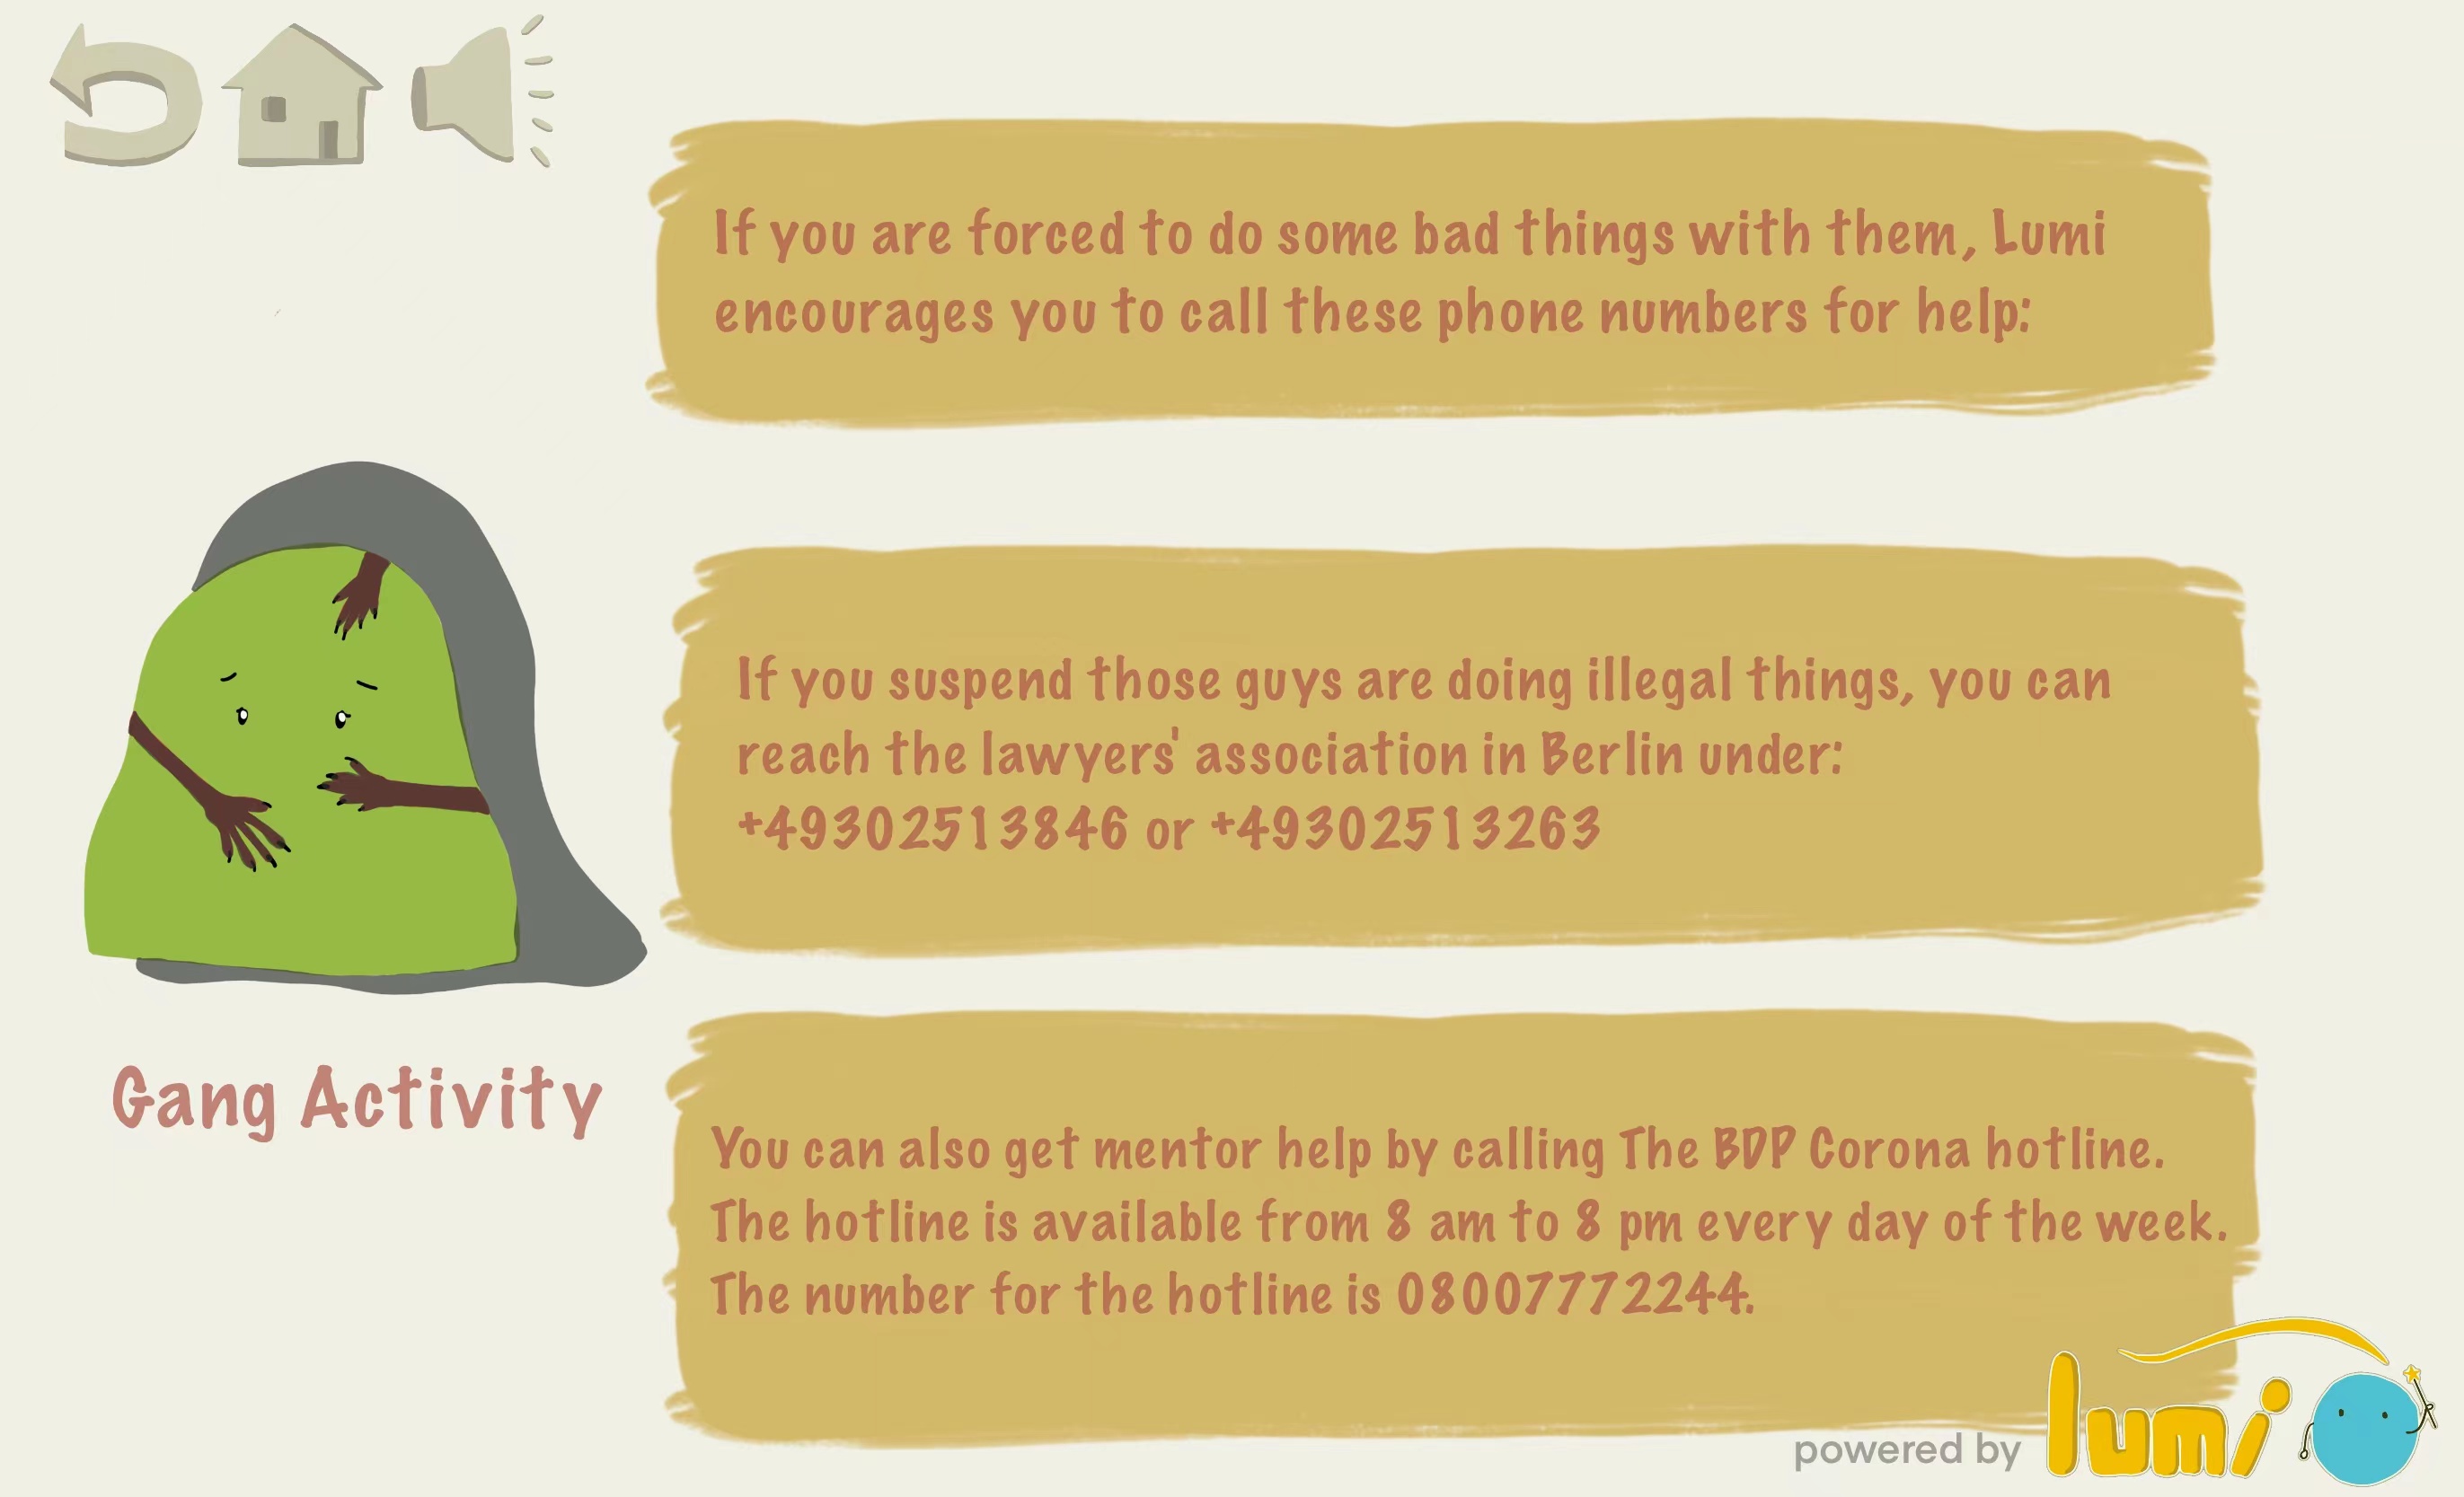 If you are forced to do some bad things with them, Lumi
encourages you to call these phone numbers for help:
If you suspend those guys are doing illegal things, you can
reach the lawyers' association in Berlin under:
+49302513846 or +49302513263
Gang Activity
You can also get mentor help by calling The BDP Corona hotline.
The hotline is available from 8 am to 8 pm every day of the week.
The number for the hotline is 08007772244.
powered by lumi